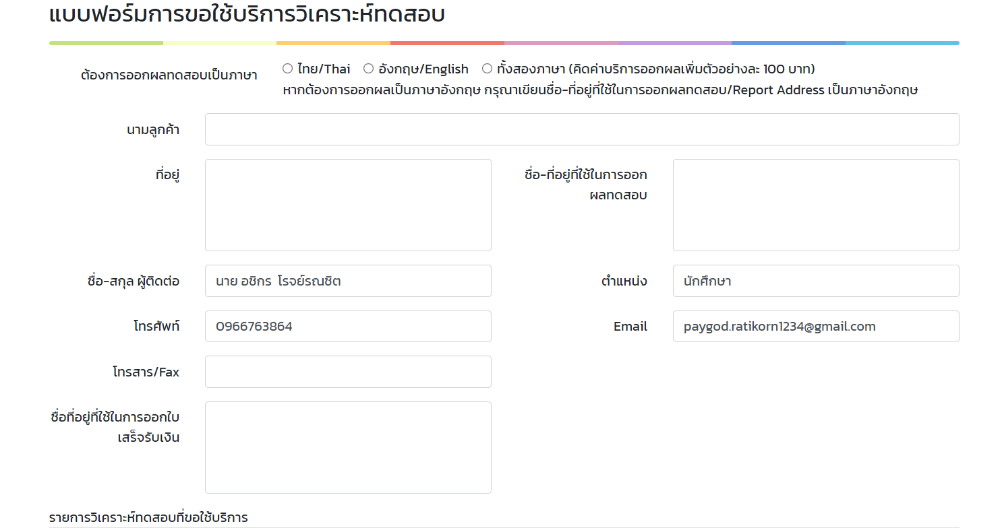 แบบฟอร์มการขอใช้บริการวิเคราะห์ทดสอบ
ต้องการออกผลทดสอบเป็นภาษา
ไทย/Thai อังกฤษ/English ทั้งสองภาษา (คิดค่าบริการออกผลเพิ่มตัวอย่างละ 100 บาท)
หากต้องการออกผลเป็นภาษาอังกฤษ กรุณาเขียนชื่อ-ที่อยู่ที่ใช้ในการออกผลทดสอบ/Report Address เป็นภาษาอังกฤษ
นามลูกค้า
ที่อยู่
ชื่อ-ที่อยู่ที่ใช้ในการออก
ผลทดสอบ
ชื่อ-สกุล ผู้ติดต่อ นาย อชิกร โรจย์รณชิต
ตำแหน่ง นักศึกษา
โทรศัพท์ 0966763864
Email paygod.ratikorn1234@gmail.com
โทรสาร/Fax
ชื่อที่อยู่ที่ใช้ในการออกใบ
เสร็จรับเงิน
รายการวิเคราะห์ทดสอบที่ขอใช้บริการ